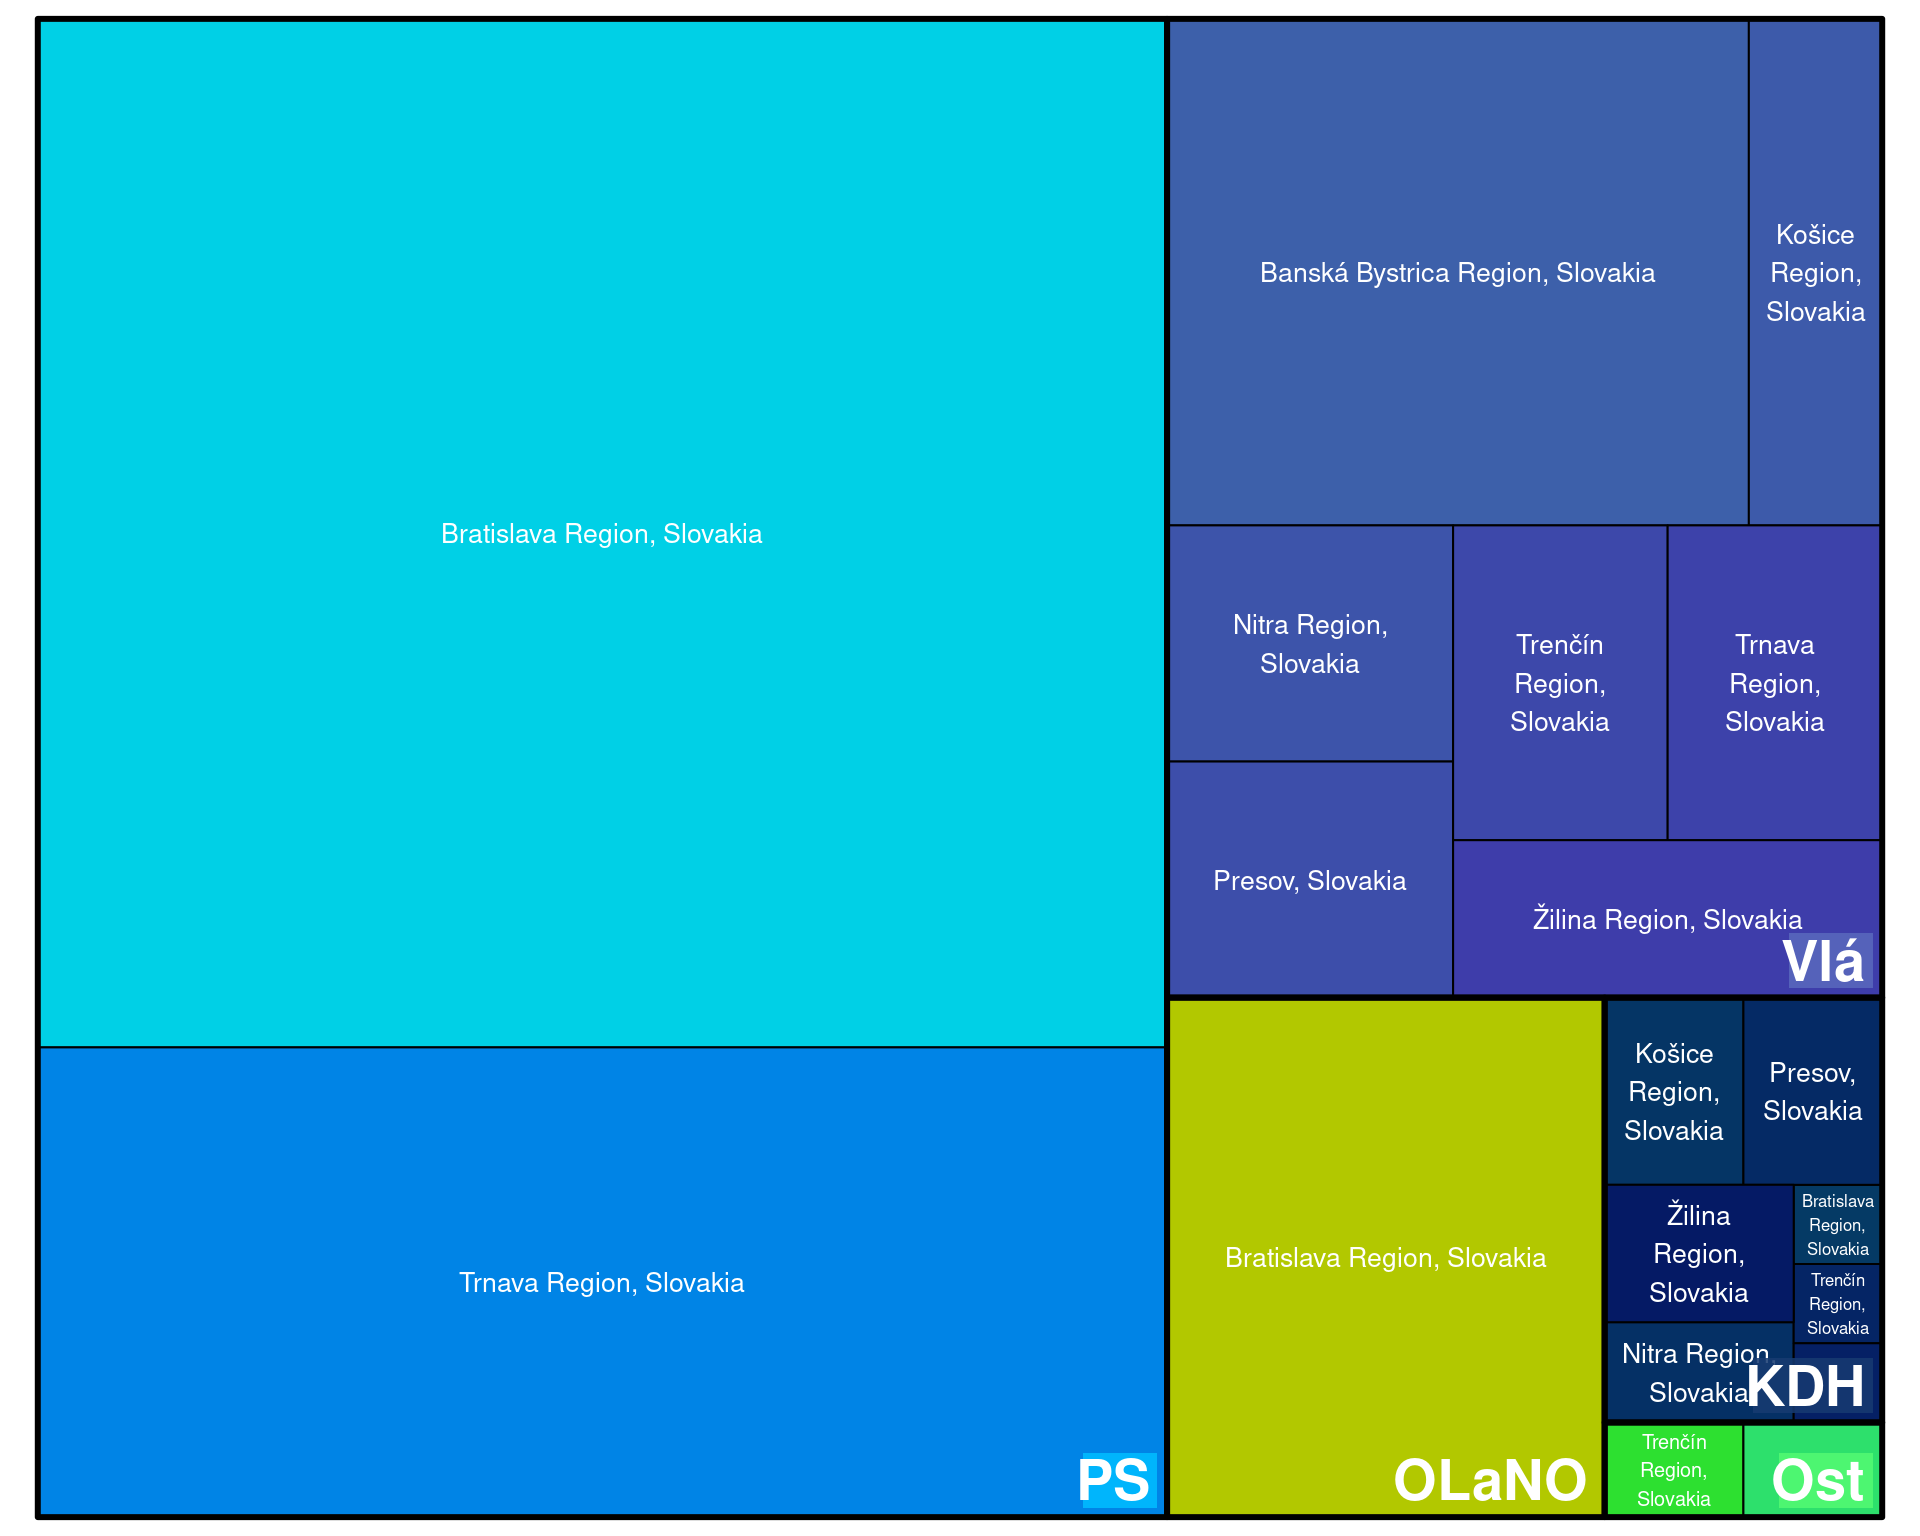 Bratislava Region, Slovakia
Trnava Region, Slovakia
PS
Banská Bystrica Region, Slovakia
Košice
Region,
Slovakia
Nitra Region,
Slovakia
Trenčín
Region,
Slovakia
Trnava
Region,
Slovakia
Presov, Slovakia
Žilina Region, Slovakia
Vlá
Bratislava Region, Slovakia
OLaNO
Košice
Region,
Slovakia
Presov,
Slovakia
Žilina
Region,
Slovakia
Bratislava
Region,
Slovakia
Trenčín
Region,
Slovakia
Nitra Region,
Slovakia
KDH
Trenčín
Region,
Slovakia
Ost